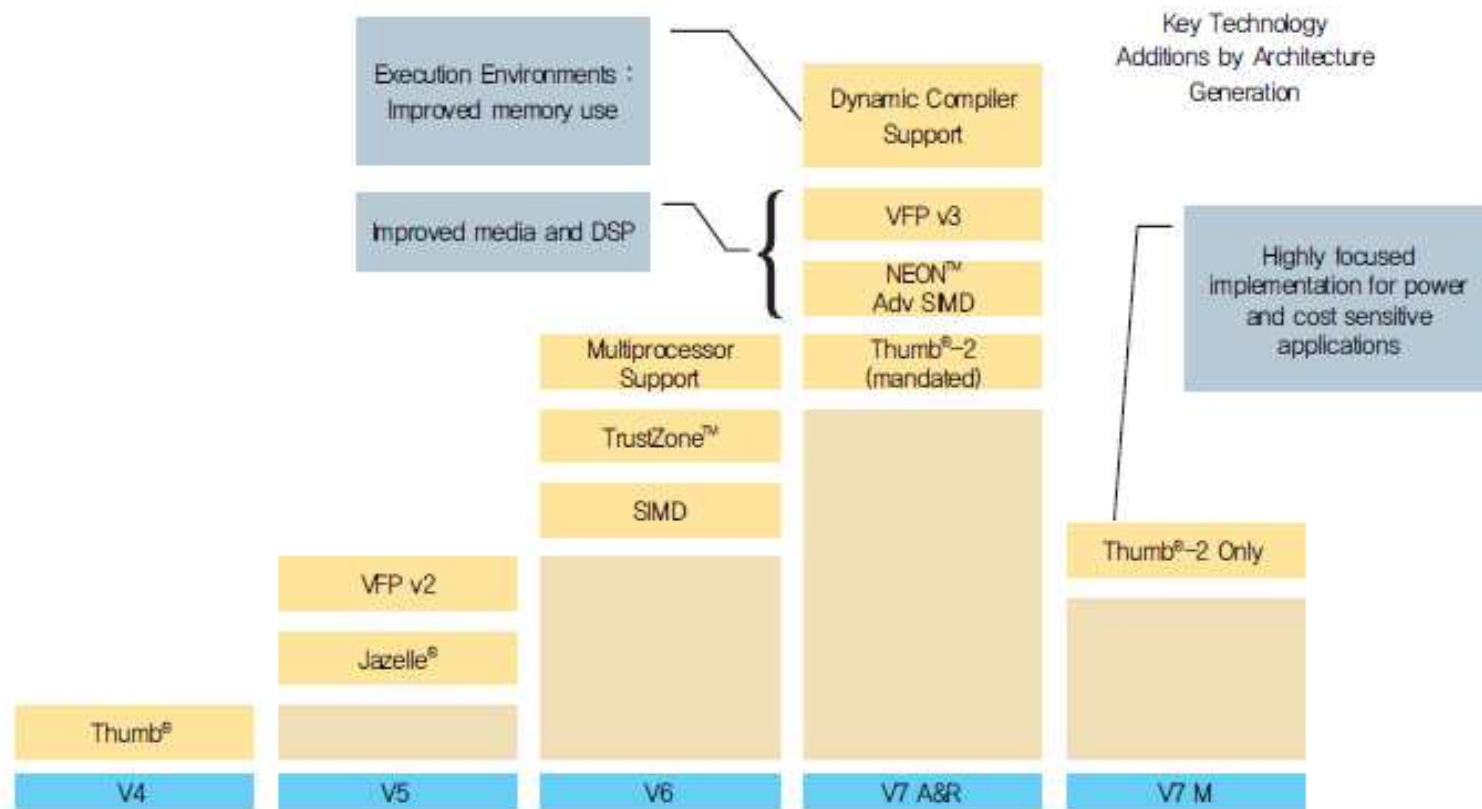 Key Technology
Additions by Architecture
Generation
Execution Environments :
Improved memory use
Dynamic Compiler
Support
Improved media and DSP
VFP v3
NEON™
Adv SIMD
Highly focused
implementation for power
and cost sensitive
applications
Multiprocessor
Support
Thumb®-2
(mandated)
TrustZone™
SIMD
Thumb®-2 Only
VFP v2
Jazelle®
Thumb®
V4
V5
V6
V7 A&R
V7 M